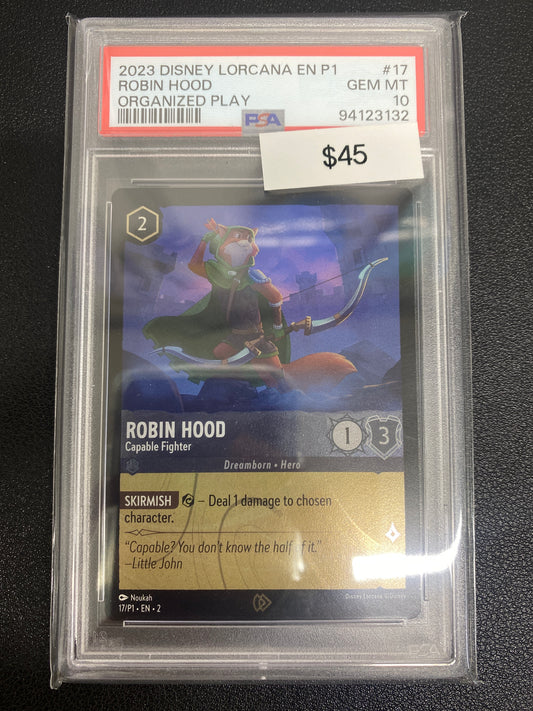 2023 DISNEY LORCANA EN P1 #17
ROBIN HOOD GEM MT
ORGANIZED PLAY 10
PSA 94123132
$45
2
ROBIN HOOD
Capable Fighter
1 3
Dreamborn • Hero
SKIRMISH – Deal 1 damage to chosen
character.
“Capable? You don't know the half of it.”
–Little John
Noukah
17/P1 • EN • 2
Disney Lorcana ©Disney
PSA